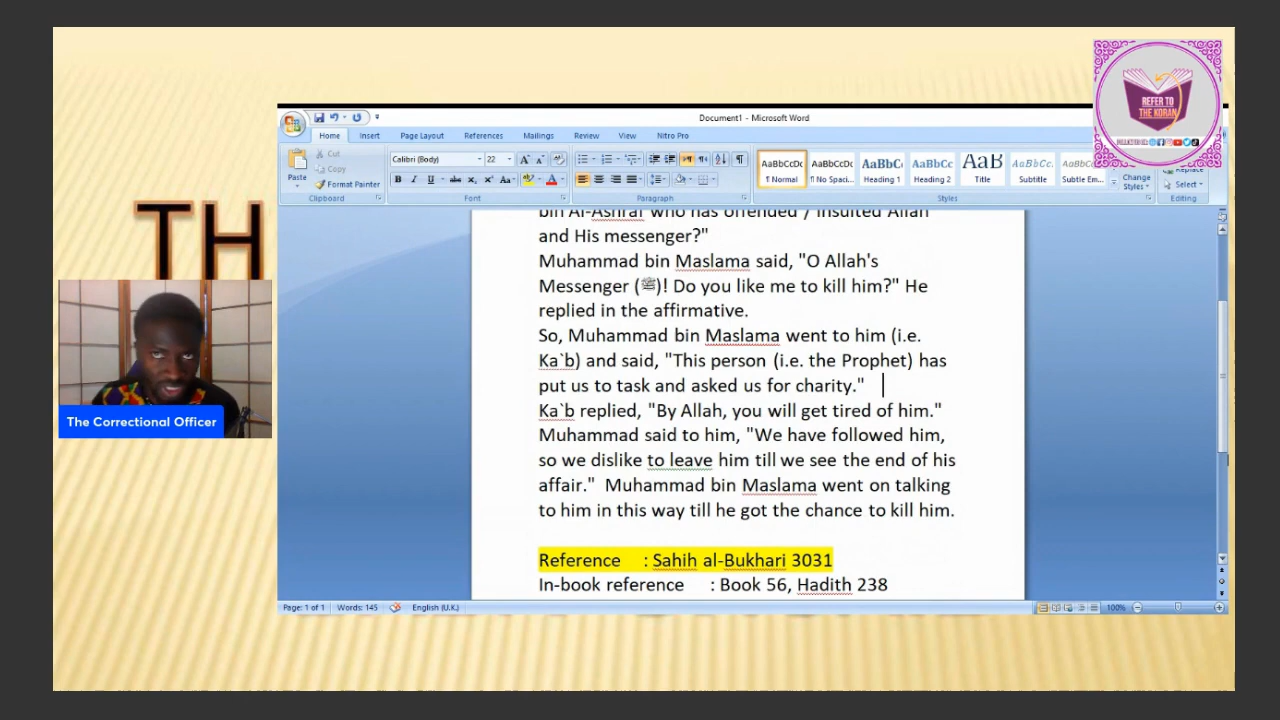 Document1 - Microsoft Word
Home Insert Page Layout References Mailings Review View Nitro Pro
Cut
Copy
Format Painter
Paste
Clipboard
Calibri (Body) 22
Font
Paragraph
AaBbCcDc AaBbCcDc AaBbC AaBbCc AaB AaBbCc. AaBbCc
¶ Normal ¶ No Spaci... Heading 1 Heading 2 Title Subtitle Subtle Em...
Styles
Change
Styles
Replace
Select
Editing
REFER TO
THE KORAN
TH
The Correctional Officer
bin Al-Ashraf who has offended / insulted Allah
and His messenger?"
Muhammad bin Maslama said, "O Allah's
Messenger (ﷺ)! Do you like me to kill him?" He
replied in the affirmative.
So, Muhammad bin Maslama went to him (i.e.
Ka`b) and said, "This person (i.e. the Prophet) has
put us to task and asked us for charity."
Ka`b replied, "By Allah, you will get tired of him."
Muhammad said to him, "We have followed him,
so we dislike to leave him till we see the end of his
affair."  Muhammad bin Maslama went on talking
to him in this way till he got the chance to kill him.
Reference : Sahih al-Bukhari 3031
In-book reference : Book 56, Hadith 238
Page: 1 of 1 Words: 145 English (U.K.) 100%